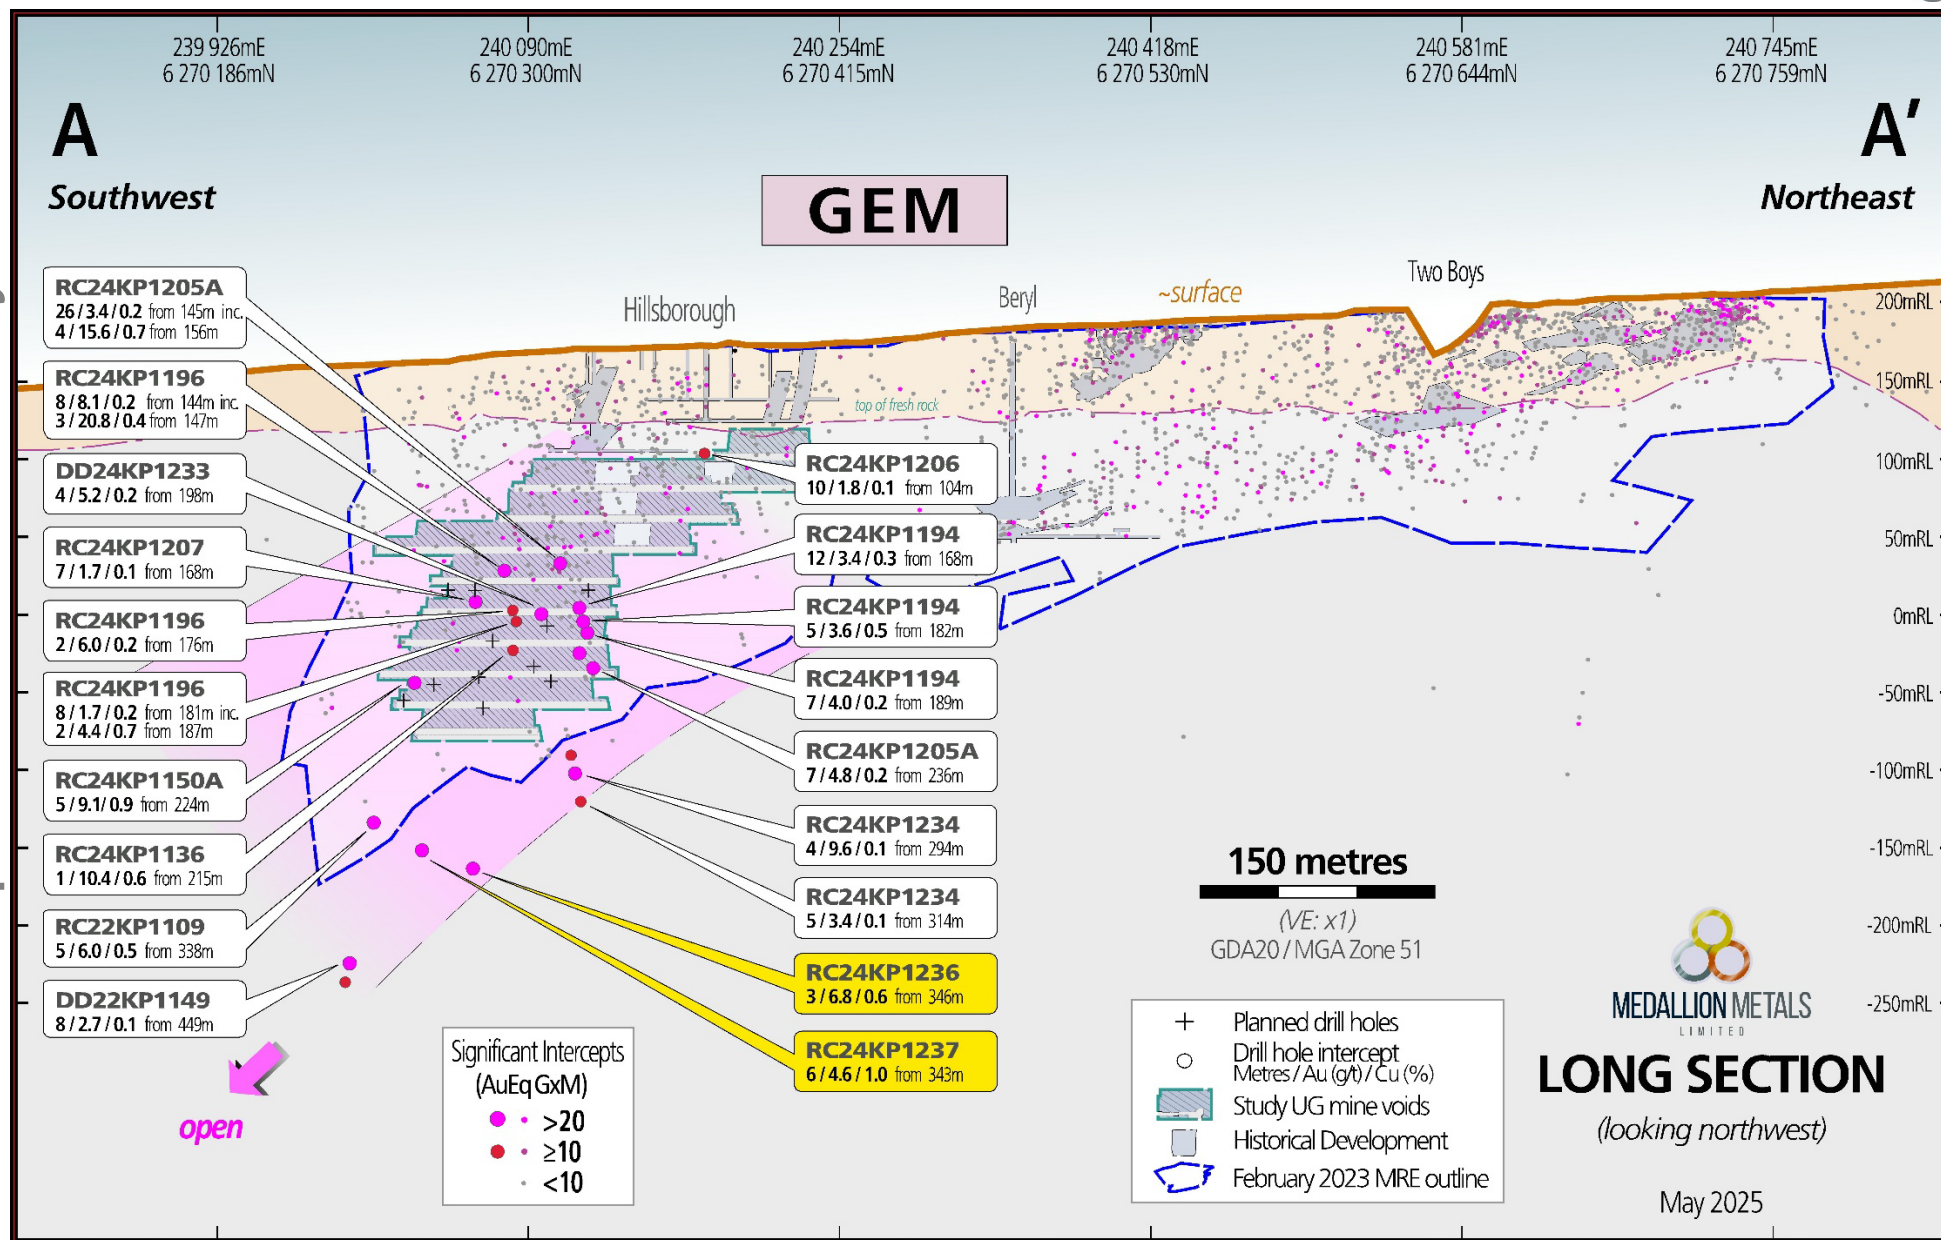 239 926mE
6 270 186mN
240 090mE
6 270 300mN
240 254mE
6 270 415mN
240 418mE
6 270 530mN
240 581mE
6 270 644mN
240 745mE
6 270 759mN
A
Southwest
GEM
A'
Northeast
Hillsborough
Beryl
~surface
Two Boys
top of fresh rock
200mRL
150mRL
100mRL
50mRL
0mRL
-50mRL
-100mRL
-150mRL
-200mRL
-250mRL
RC24KP1205A
26 / 3.4 / 0.2 from 145m inc.
4 / 15.6 / 0.7 from 156m
RC24KP1196
8 / 8.1 / 0.2 from 144m inc.
3 / 20.8 / 0.4 from 147m
DD24KP1233
4 / 5.2 / 0.2 from 198m
RC24KP1207
7 / 1.7 / 0.1 from 168m
RC24KP1196
2 / 6.0 / 0.2 from 176m
RC24KP1196
8 / 1.7 / 0.2 from 181m inc.
2 / 4.4 / 0.7 from 187m
RC24KP1150A
5 / 9.1 / 0.9 from 224m
RC24KP1136
1 / 10.4 / 0.6 from 215m
RC22KP1109
5 / 6.0 / 0.5 from 338m
DD22KP1149
8 / 2.7 / 0.1 from 449m
RC24KP1206
10 / 1.8 / 0.1 from 104m
RC24KP1194
12 / 3.4 / 0.3 from 168m
RC24KP1194
5 / 3.6 / 0.5 from 182m
RC24KP1194
7 / 4.0 / 0.2 from 189m
RC24KP1205A
7 / 4.8 / 0.2 from 236m
RC24KP1234
4 / 9.6 / 0.1 from 294m
RC24KP1234
5 / 3.4 / 0.1 from 314m
RC24KP1236
3 / 6.8 / 0.6 from 346m
RC24KP1237
6 / 4.6 / 1.0 from 343m
open
Significant Intercepts
(AuEq GxM)
>20
≥10
<10
150 metres
(VE: x1)
GDA20 / MGA Zone 51
Planned drill holes
Drill hole intercept
Metres / Au (g/t) / Cu (%)
Study UG mine voids
Historical Development
February 2023 MRE outline
MEDALLION METALS
LIMITED
LONG SECTION
(looking northwest)
May 2025